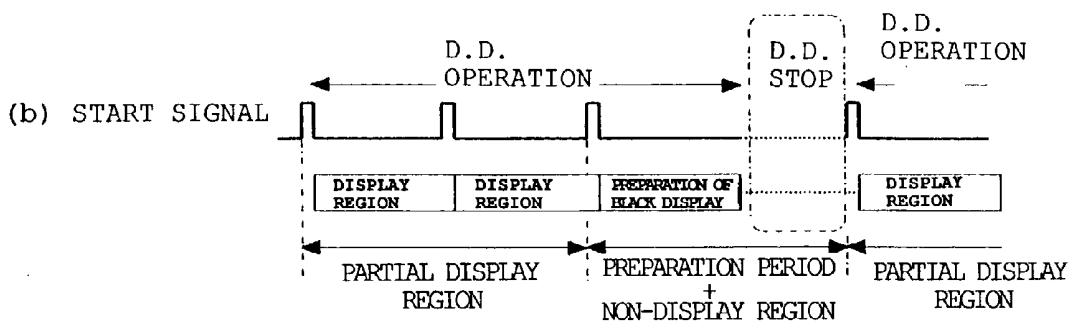 D.D.
OPERATION
D.D.
OPERATION
D.D.
STOP
(b) START SIGNAL
DISPLAY
REGION
DISPLAY
REGION
PREPARATION OF
BLACK DISPLAY
DISPLAY
REGION
PARTIAL DISPLAY
REGION
PREPARATION PERIOD
+
NON-DISPLAY REGION
PARTIAL DISPLAY
REGION